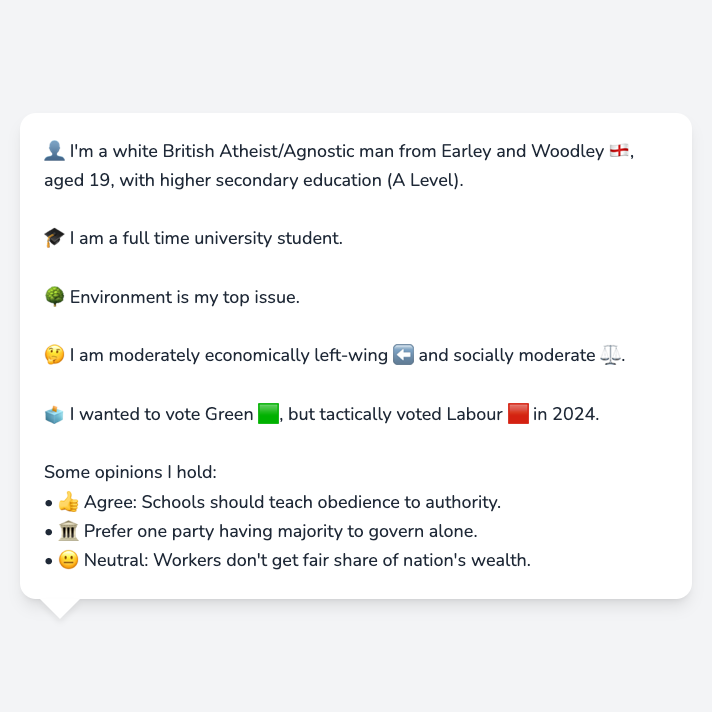 👤 I'm a white British Atheist/Agnostic man from Earley and Woodley 🏴󠁧󠁢󠁥󠁮󠁧󠁿,
aged 19, with higher secondary education (A Level).
🎓 I am a full time university student.
🌳 Environment is my top issue.
🤔 I am moderately economically left-wing ⬅️ and socially moderate ⚖️.
🗳️ I wanted to vote Green 🟩, but tactically voted Labour 🟥 in 2024.
Some opinions I hold:
• 👍 Agree: Schools should teach obedience to authority.
• 🏛️ Prefer one party having majority to govern alone.
• 😐 Neutral: Workers don't get fair share of nation's wealth.